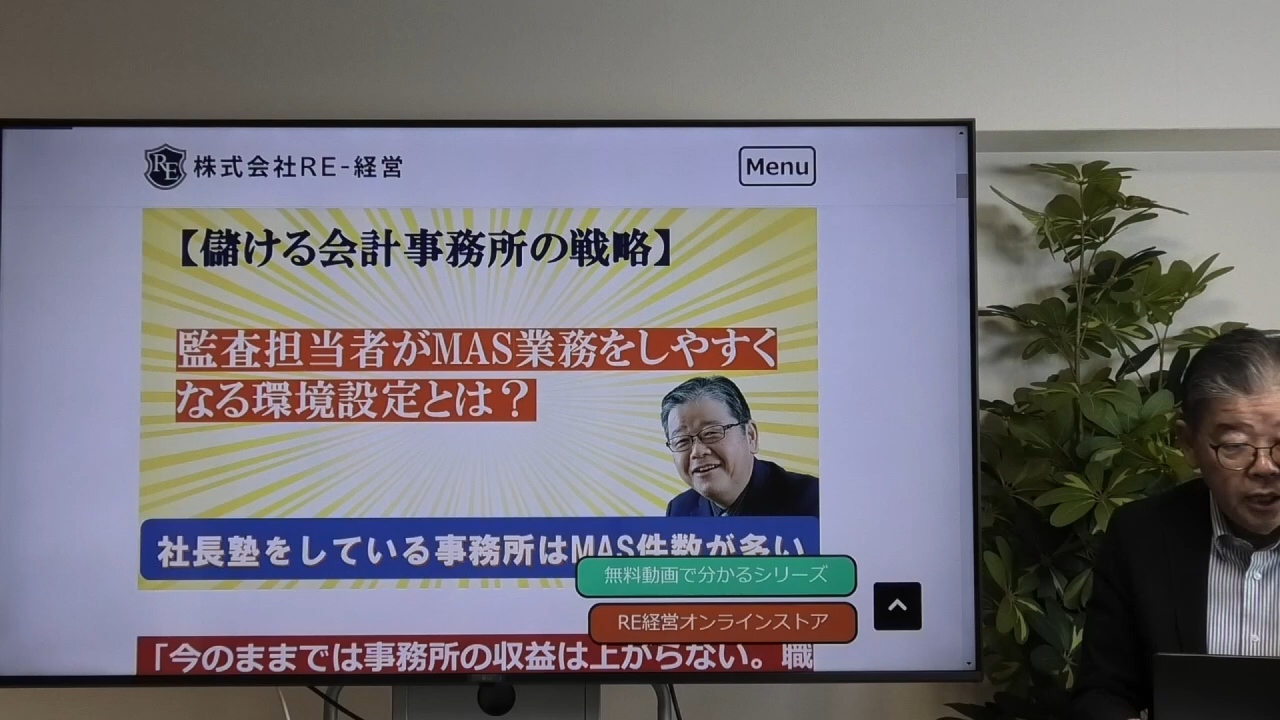 RE 株式会社RE-経営
Menu
【儲ける会計事務所の戦略】
監査担当者がMAS業務をしやすく
なる環境設定とは？
社長塾をしている事務所はMAS件数が多い
無料動画で分かるシリーズ
RE経営オンラインストア
「今のままでは事務所の収益は上がらない。職